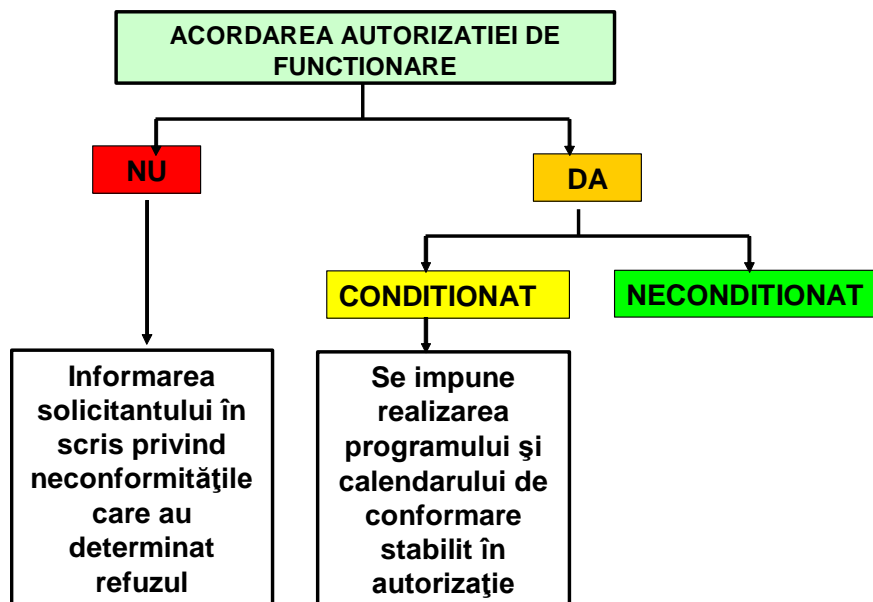 ACORDAREA AUTORIZATIEI DE
FUNCTIONARE
NU
DA
CONDITIONAT
NECONDITIONAT
Informarea
solicitantului în
scris privind
neconformităţile
care au
determinat
refuzul
Se impune
realizarea
programului şi
calendarului de
conformare
stabilit în
autorizaţie